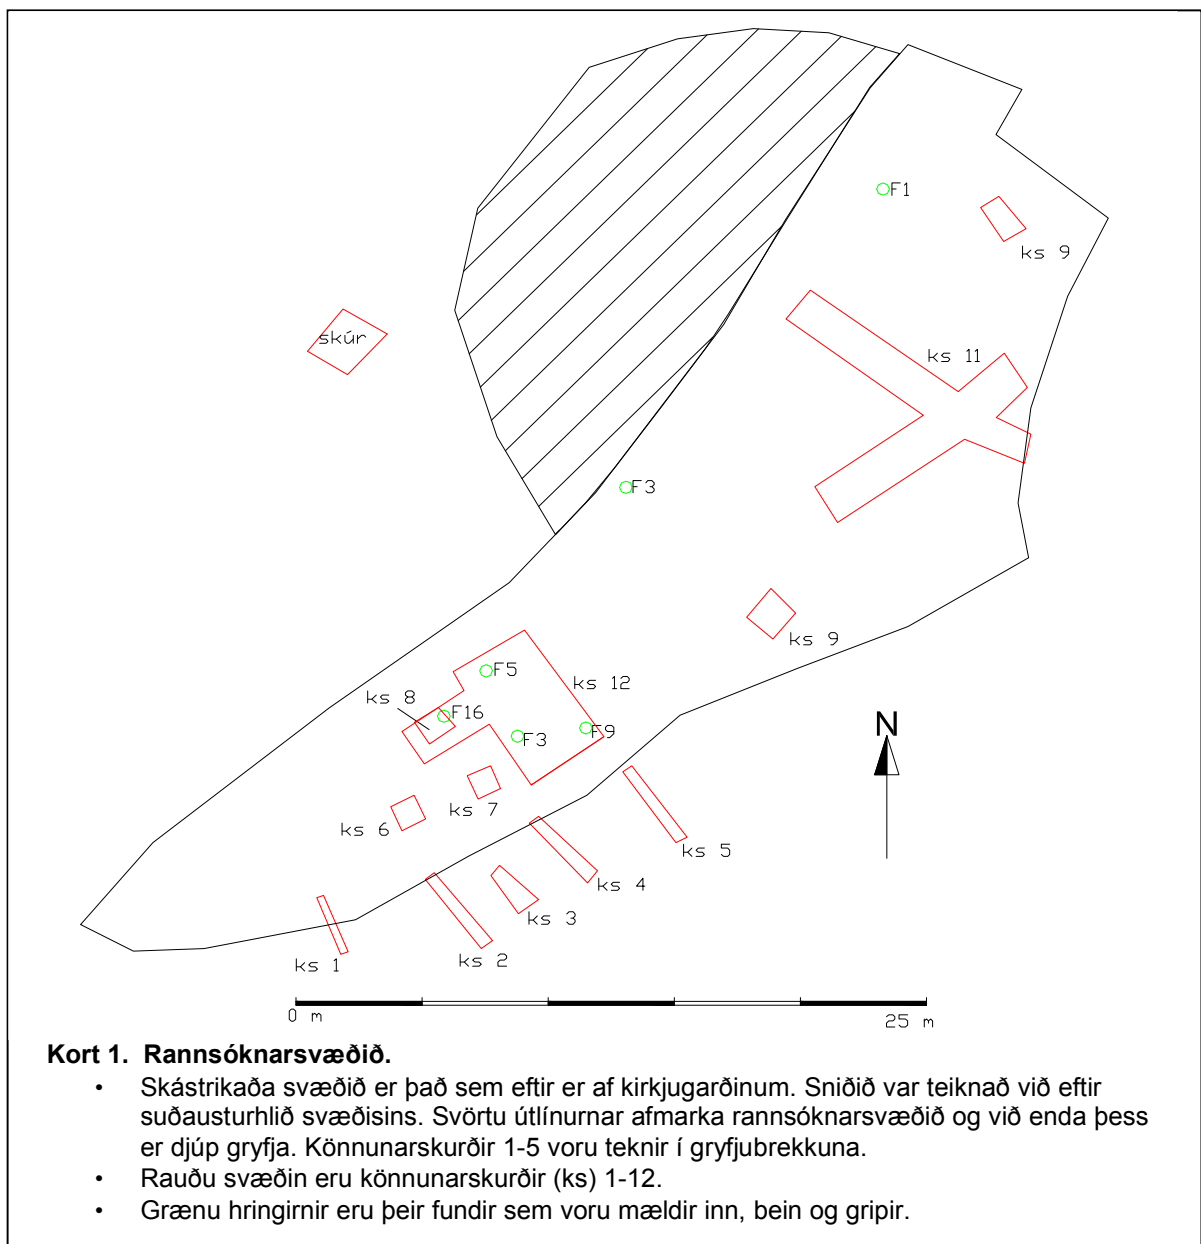 F1
ks 9
skúr
ks 11
F3
ks 9
F5
ks 12
ks 8
F16
F3
F9
N
ks 7
ks 6
ks 5
ks 4
ks 3
ks 2
ks 1
0 m
25 m
Kort 1. Rannsóknarsvæðið.
• Skástrikaða svæðið er það sem eftir er af kirkjugarðinum. Sniðið var teiknað við eftir
suðausturhlið svæðisins. Svörtu útlínurnar afmarka rannsóknarsvæðið og við enda þess
er djúp gryfja. Könnunarskurðir 1-5 voru teknir í gryfjubrekkuna.
• Rauðu svæðin eru könnunarskurðir (ks) 1-12.
• Grænu hringirnir eru þeir fundir sem voru mældir inn, bein og gripir.